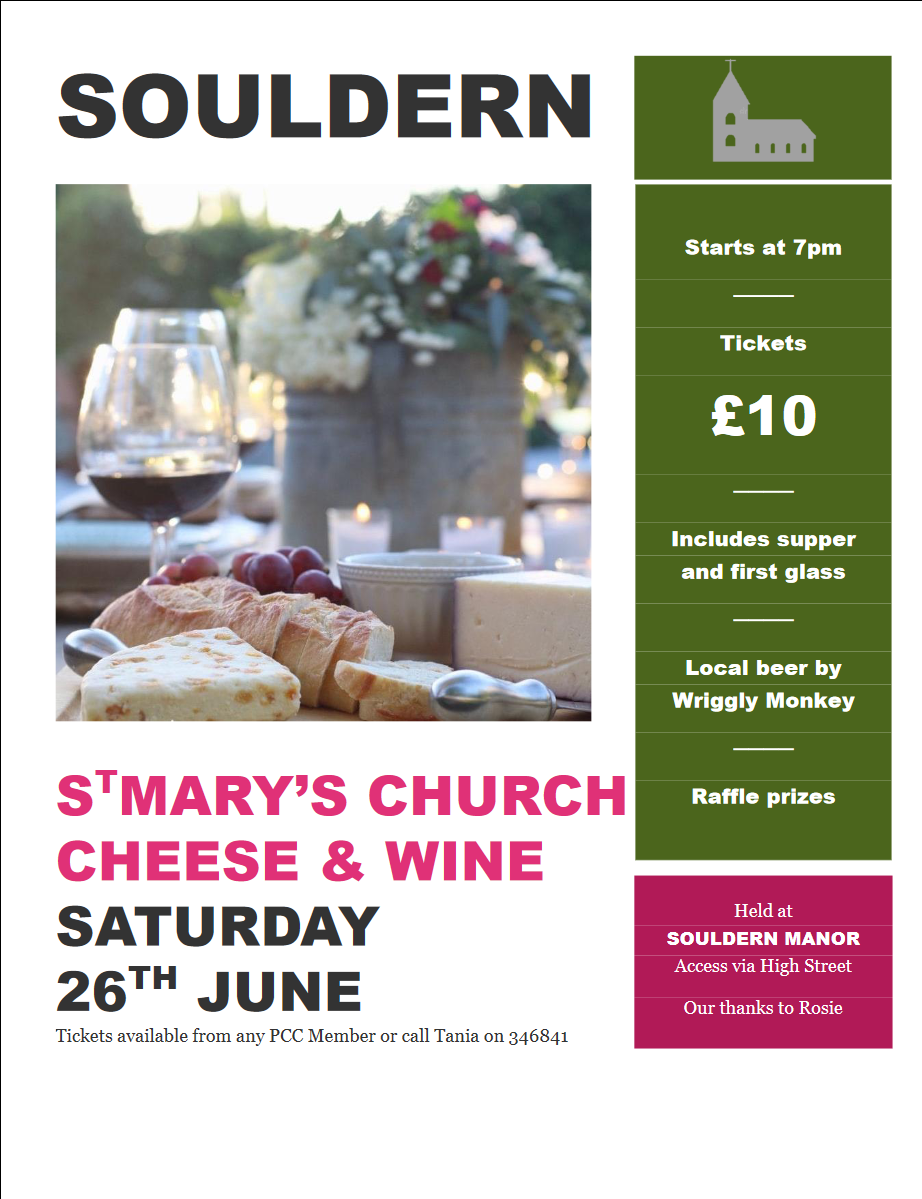 SOULDERN
Starts at 7pm
Tickets
£10
Includes supper
and first glass
Local beer by
Wriggly Monkey
Raffle prizes
STMARY’S CHURCH
CHEESE & WINE
SATURDAY
26TH JUNE
Tickets available from any PCC Member or call Tania on 346841
Held at
SOULDERN MANOR
Access via High Street
Our thanks to Rosie